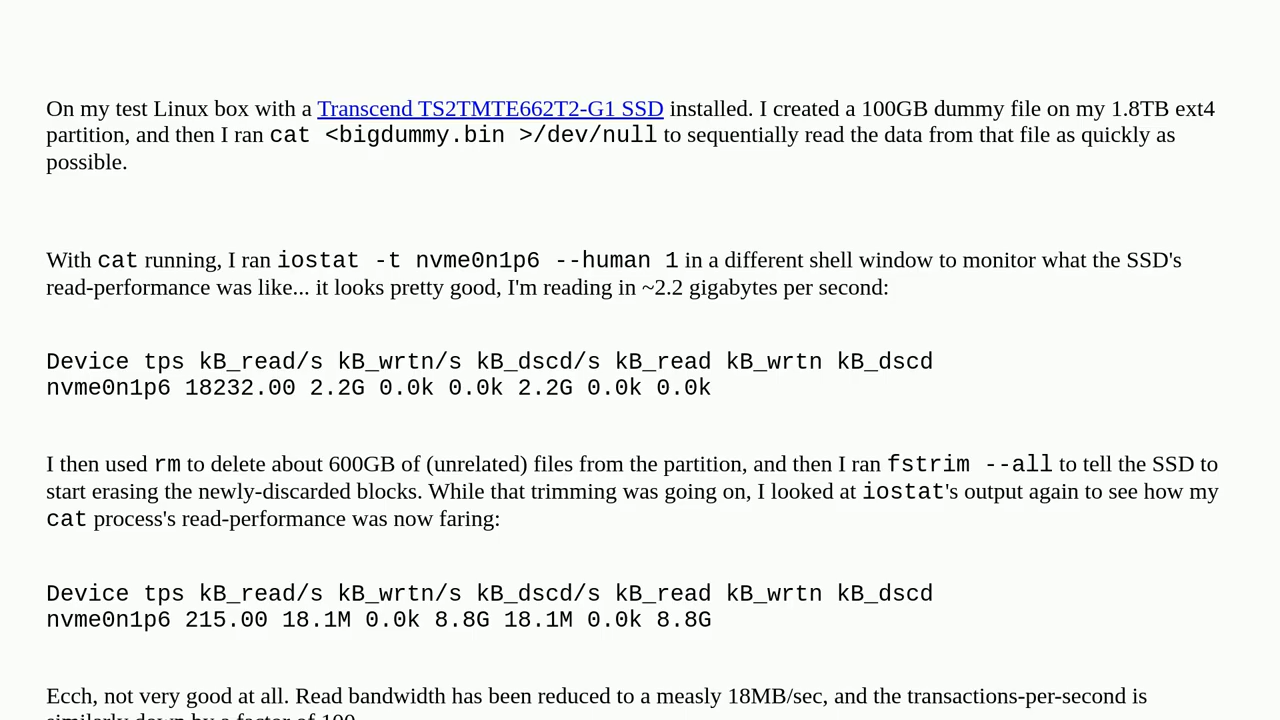 On my test Linux box with a Transcend TS2TMTE662T2-G1 SSD installed. I created a 100GB dummy file on my 1.8TB ext4
partition, and then I ran cat <bigdummy.bin >/dev/null to sequentially read the data from that file as quickly as
possible.
With cat running, I ran iostat -t nvme0n1p6 --human 1 in a different shell window to monitor what the SSD's
read-performance was like... it looks pretty good, I'm reading in ~2.2 gigabytes per second:
Device tps kB_read/s kB_wrtn/s kB_dscd/s kB_read kB_wrtn kB_dscd
nvme0n1p6 18232.00 2.2G 0.0k 0.0k 2.2G 0.0k 0.0k
I then used rm to delete about 600GB of (unrelated) files from the partition, and then I ran fstrim --all to tell the SSD to
start erasing the newly-discarded blocks. While that trimming was going on, I looked at iostat's output again to see how my
cat process's read-performance was now faring:
Device tps kB_read/s kB_wrtn/s kB_dscd/s kB_read kB_wrtn kB_dscd
nvme0n1p6 215.00 18.1M 0.0k 8.8G 18.1M 0.0k 8.8G
Ecch, not very good at all. Read bandwidth has been reduced to a measly 18MB/sec, and the transactions-per-second is
similarly down by a factor of 100.